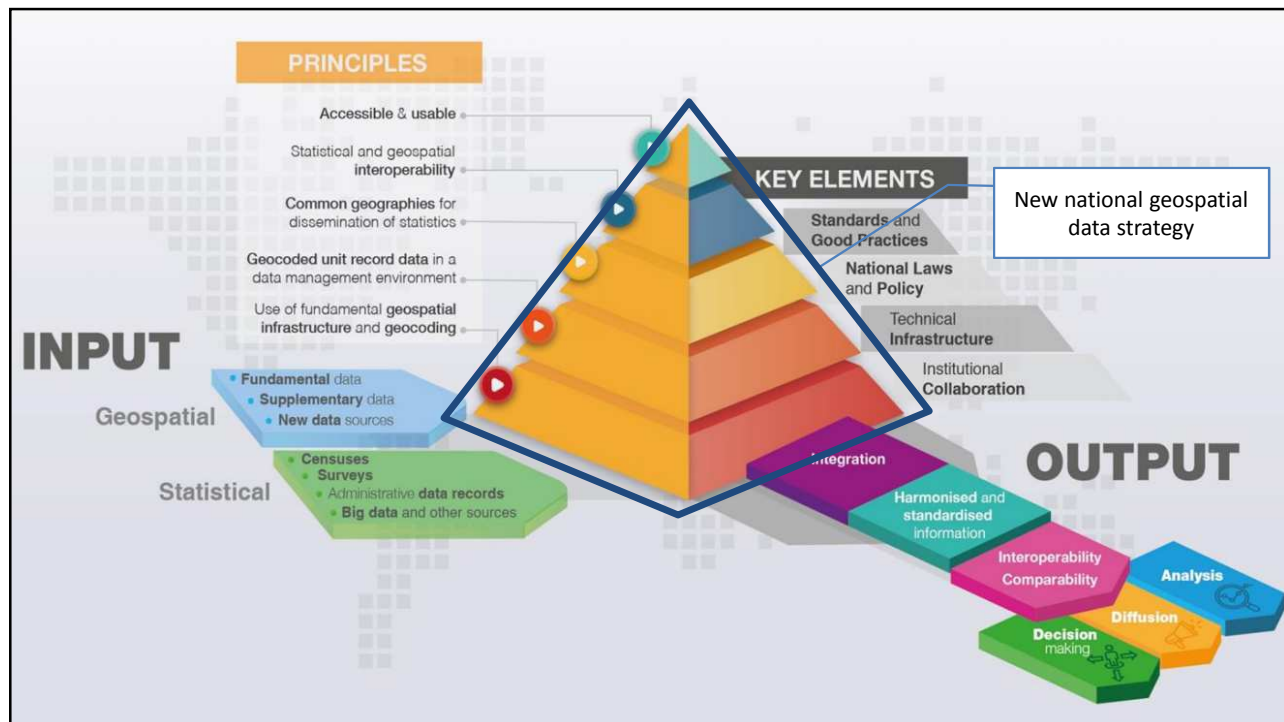 PRINCIPLES
Accessible & usable
Statistical and geospatial
interoperability
Common geographies for
dissemination of statistics
Geocoded unit record data in a
data management environment
Use of fundamental geospatial
infrastructure and geocoding
KEY ELEMENTS
Standards and
Good Practices
National Laws
and Policy
Technical
Infrastructure
Institutional
Collaboration
New national geospatial
data strategy
INPUT
Geospatial
Fundamental data
Supplementary data
New data sources
Statistical
Censuses
Surveys
Administrative data records
Big data and other sources
OUTPUT
Integration
Harmonised and
standardised
information
Interoperability
Comparability
Analysis
Diffusion
Decision
making